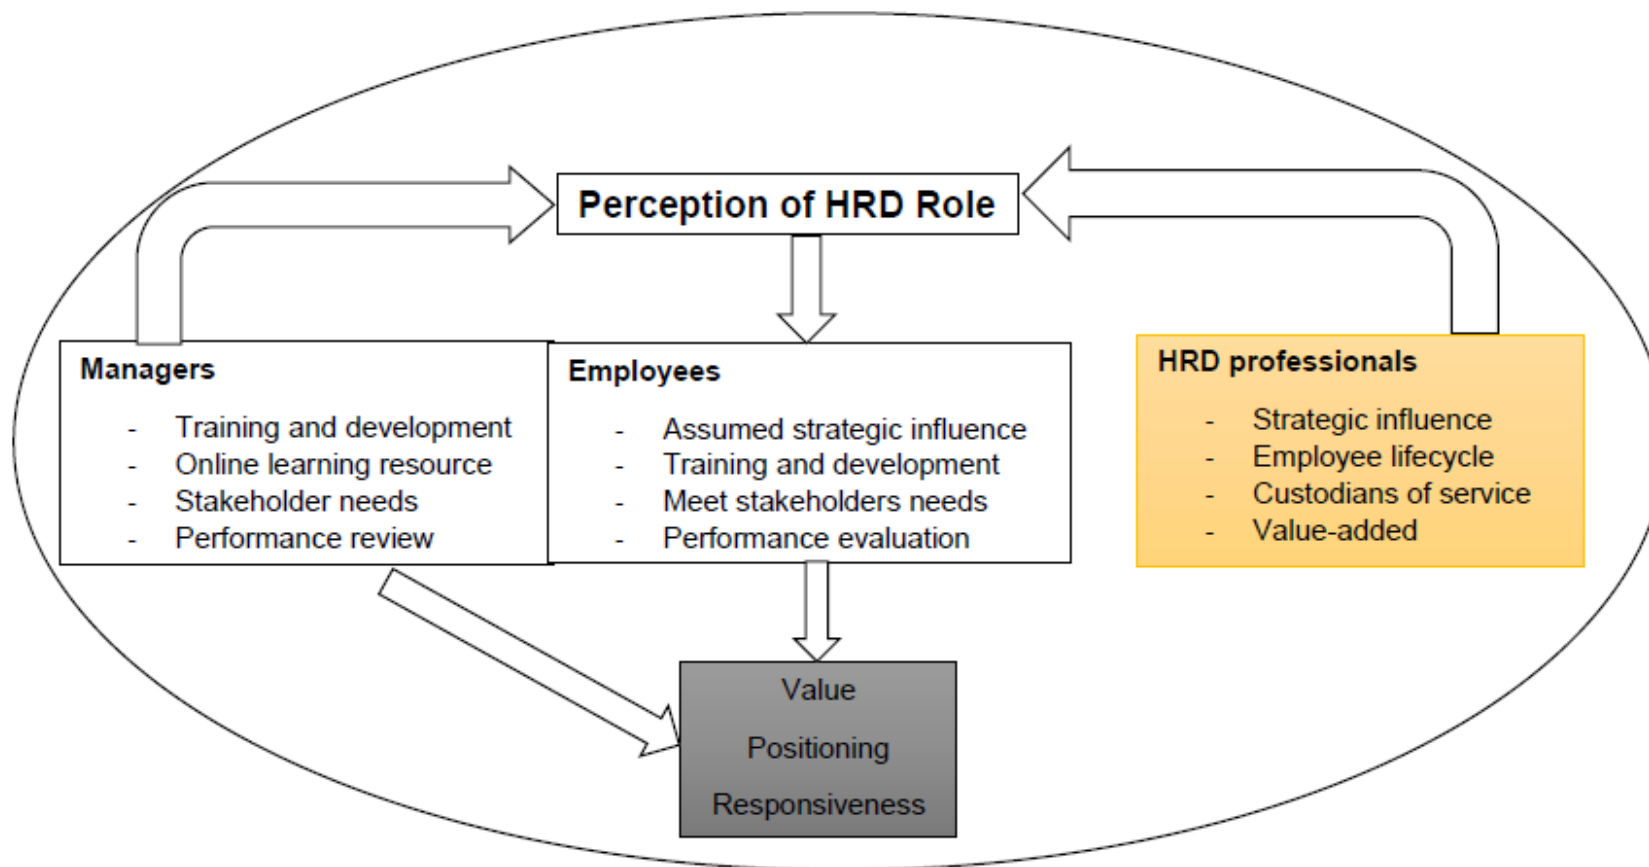 Perception of HRD Role
Managers
- Training and development
- Online learning resource
- Stakeholder needs
- Performance review
Employees
- Assumed strategic influence
- Training and development
- Meet stakeholders needs
- Performance evaluation
HRD professionals
- Strategic influence
- Employee lifecycle
- Custodians of service
- Value-added
Value
Positioning
Responsiveness